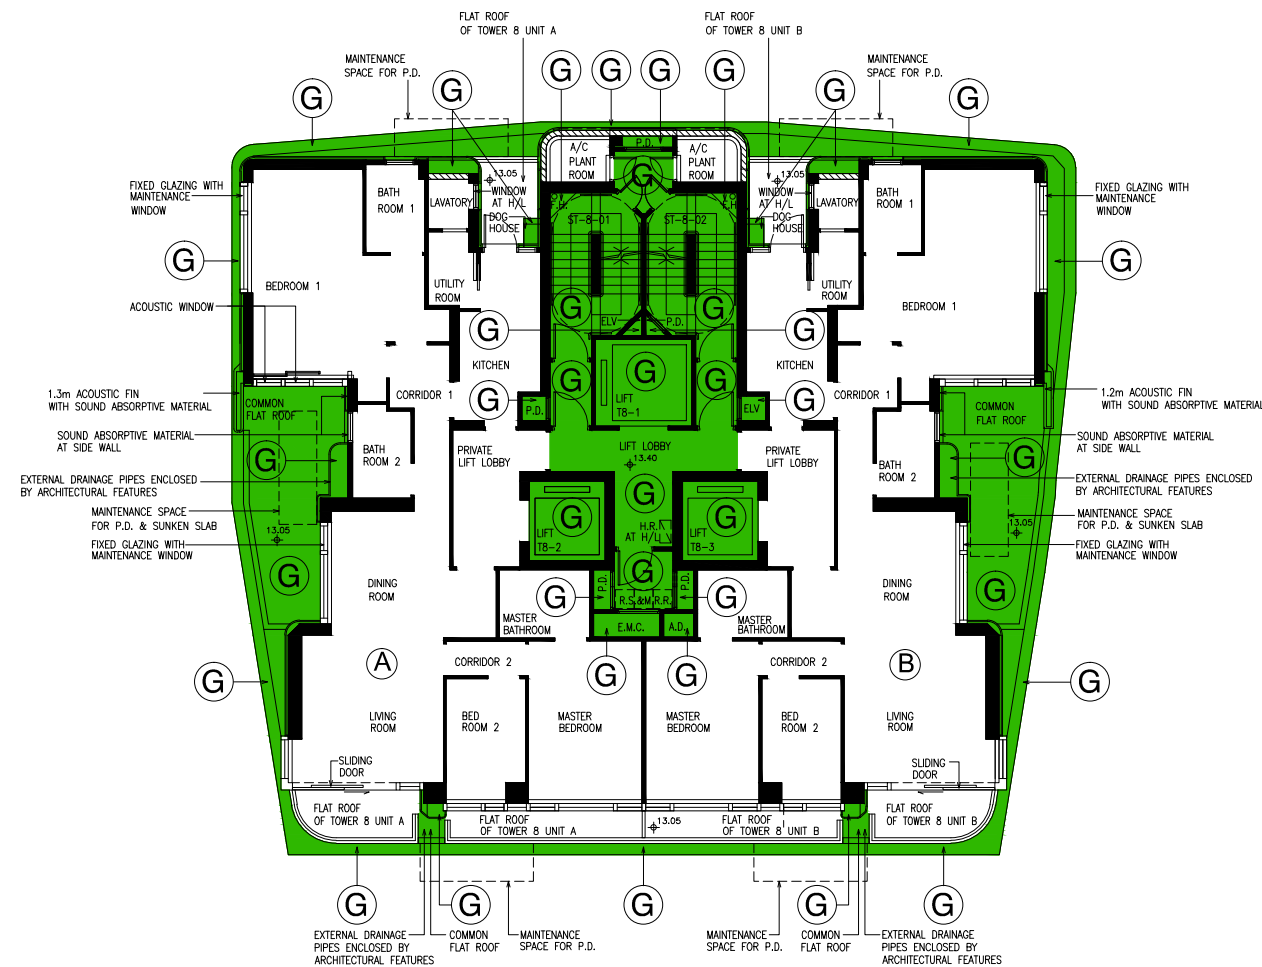 FLAT ROOF
OF TOWER 8 UNIT A
FLAT ROOF
OF TOWER 8 UNIT B
MAINTENANCE
SPACE FOR P.D.
MAINTENANCE
SPACE FOR P.D.
G
G
G
G
G
G
G
G
P.D.
A/C
PLANT
ROOM
A/C
PLANT
ROOM
G
13.05
13.05
FIXED GLAZING WITH
MAINTENANCE
WINDOW
BATH
ROOM 1
LAVATORY
WINDOW
AT H/L
DOG
HOUSE
F.H.
ST-8-01
ST-8-02
F.H.
WINDOW
AT H/L
DOG
HOUSE
LAVATORY
BATH
ROOM 1
FIXED GLAZING WITH
MAINTENANCE
WINDOW
G
G
BEDROOM 1
UTILITY
ROOM
UTILITY
ROOM
BEDROOM 1
ACOUSTIC WINDOW
G
G
G
ELV
P.D.
G
KITCHEN
KITCHEN
G
G
G
LIFT
T8-1
1.3m ACOUSTIC FIN
WITH SOUND ABSORPTIVE MATERIAL
COMMON
FLAT ROOF
CORRIDOR 1
G
P.D.
ELV
G
CORRIDOR 1
COMMON
FLAT ROOF
1.2m ACOUSTIC FIN
WITH SOUND ABSORPTIVE MATERIAL
SOUND ABSORPTIVE MATERIAL
AT SIDE WALL
G
BATH
ROOM 2
PRIVATE
LIFT LOBBY
LIFT LOBBY
13.40
PRIVATE
LIFT LOBBY
BATH
ROOM 2
G
SOUND ABSORPTIVE MATERIAL
AT SIDE WALL
EXTERNAL DRAINAGE PIPES ENCLOSED
BY ARCHITECTURAL FEATURES
G
EXTERNAL DRAINAGE PIPES ENCLOSED
BY ARCHITECTURAL FEATURES
MAINTENANCE SPACE
FOR P.D. & SUNKEN SLAB
13.05
G
LIFT
T8-2
H.R.
AT H/L
G
LIFT
T8-3
13.05
MAINTENANCE SPACE
FOR P.D. & SUNKEN SLAB
FIXED GLAZING WITH
MAINTENANCE WINDOW
FIXED GLAZING WITH
MAINTENANCE WINDOW
G
DINING
ROOM
G
P.D.
G
P.D.
R.S.&M.R.R.
G
DINING
ROOM
G
MASTER
BATHROOM
E.M.C.
A.D.
MASTER
BATHROOM
A
CORRIDOR 2
CORRIDOR 2
B
G
G
G
G
LIVING
ROOM
BED
ROOM 2
MASTER
BEDROOM
MASTER
BEDROOM
BED
ROOM 2
LIVING
ROOM
SLIDING
DOOR
SLIDING
DOOR
FLAT ROOF
OF TOWER 8 UNIT A
FLAT ROOF
OF TOWER 8 UNIT A
13.05
FLAT ROOF
OF TOWER 8 UNIT B
FLAT ROOF
OF TOWER 8 UNIT B
G
G
G
G
G
EXTERNAL DRAINAGE
PIPES ENCLOSED BY
ARCHITECTURAL FEATURES
COMMON
FLAT ROOF
MAINTENANCE
SPACE FOR P.D.
MAINTENANCE
SPACE FOR P.D.
COMMON
FLAT ROOF
EXTERNAL DRAINAGE
PIPES ENCLOSED BY
ARCHITECTURAL FEATURES